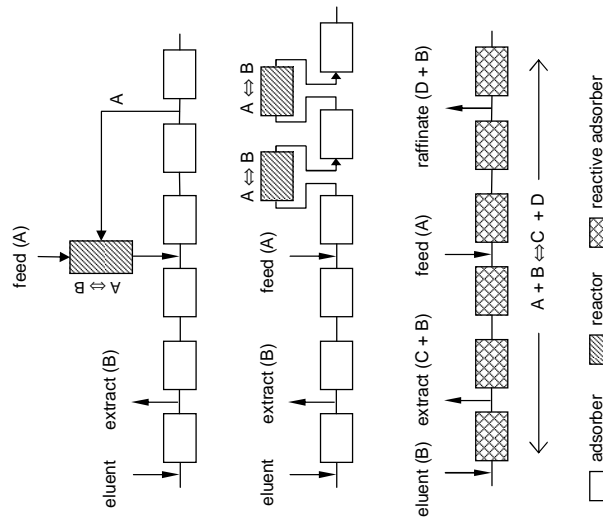 eluent
extract (B)
feed (A)
A ⇔ B
A
eluent
extract (B)
feed (A)
A ⇔ B
A ⇔ B
eluent (B)
extract (C + B)
feed (A)
raffinate (D + B)
A + B ⇔ C + D
adsorber
reactor
reactive adsorber